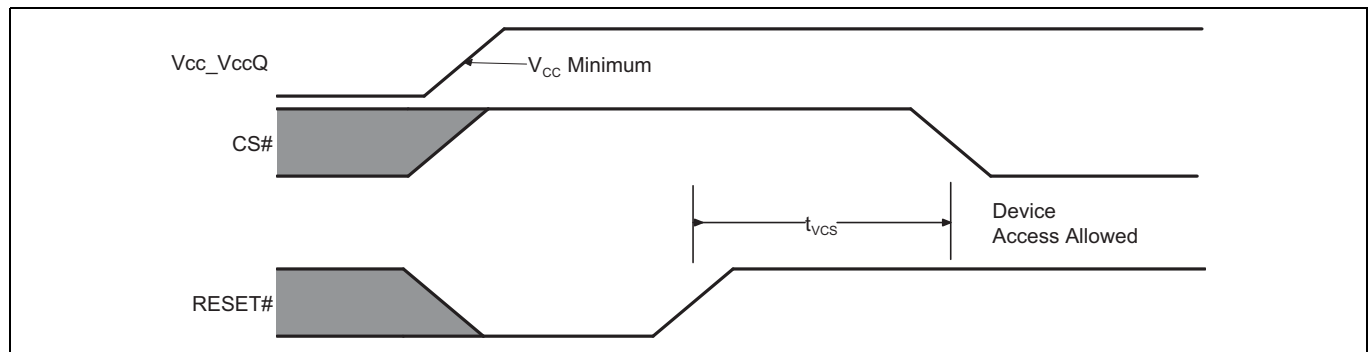 Vcc_VccQ
VCC Minimum
CS#
tVCS
Device
Access Allowed
RESET#